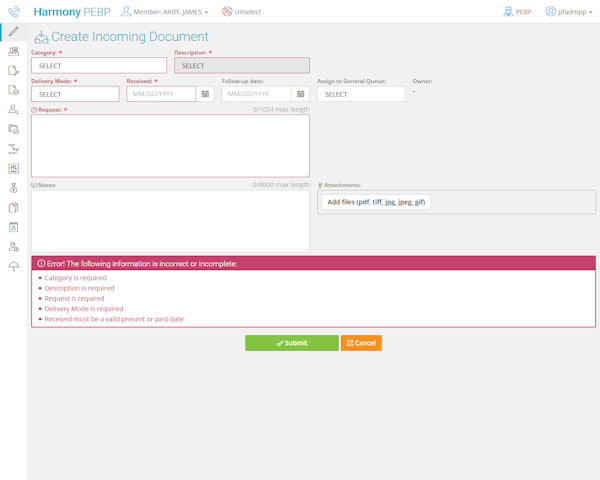 Harmony PEBP Member: AABY, JAMES Unselect PEBP pfadmpp
Create Incoming Document
Category: * Description: *
SELECT SELECT
Delivery Mode: * Received: * Follow-up date: Assign to General Queue: Owner:
SELECT MM/DD/YYYY MM/DD/YYYY SELECT -
Request: * 0/1024 max length
Notes: 0/8000 max length Attachments:
Add files (pdf, tiff, jpg, jpeg, gif)
Error! The following information is incorrect or incomplete:
Category is required
Description is required
Request is required
Delivery Mode is required
Received must be a valid present or past date
Submit Cancel